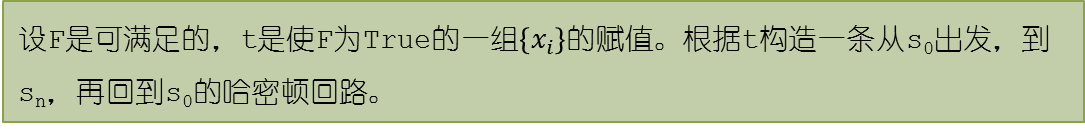 设F是可满足的，t是使F为True的一组{𝑥ᵢ}的赋值。根据t构造一条从s₀出发，到
sₙ，再回到s₀的哈密顿回路。